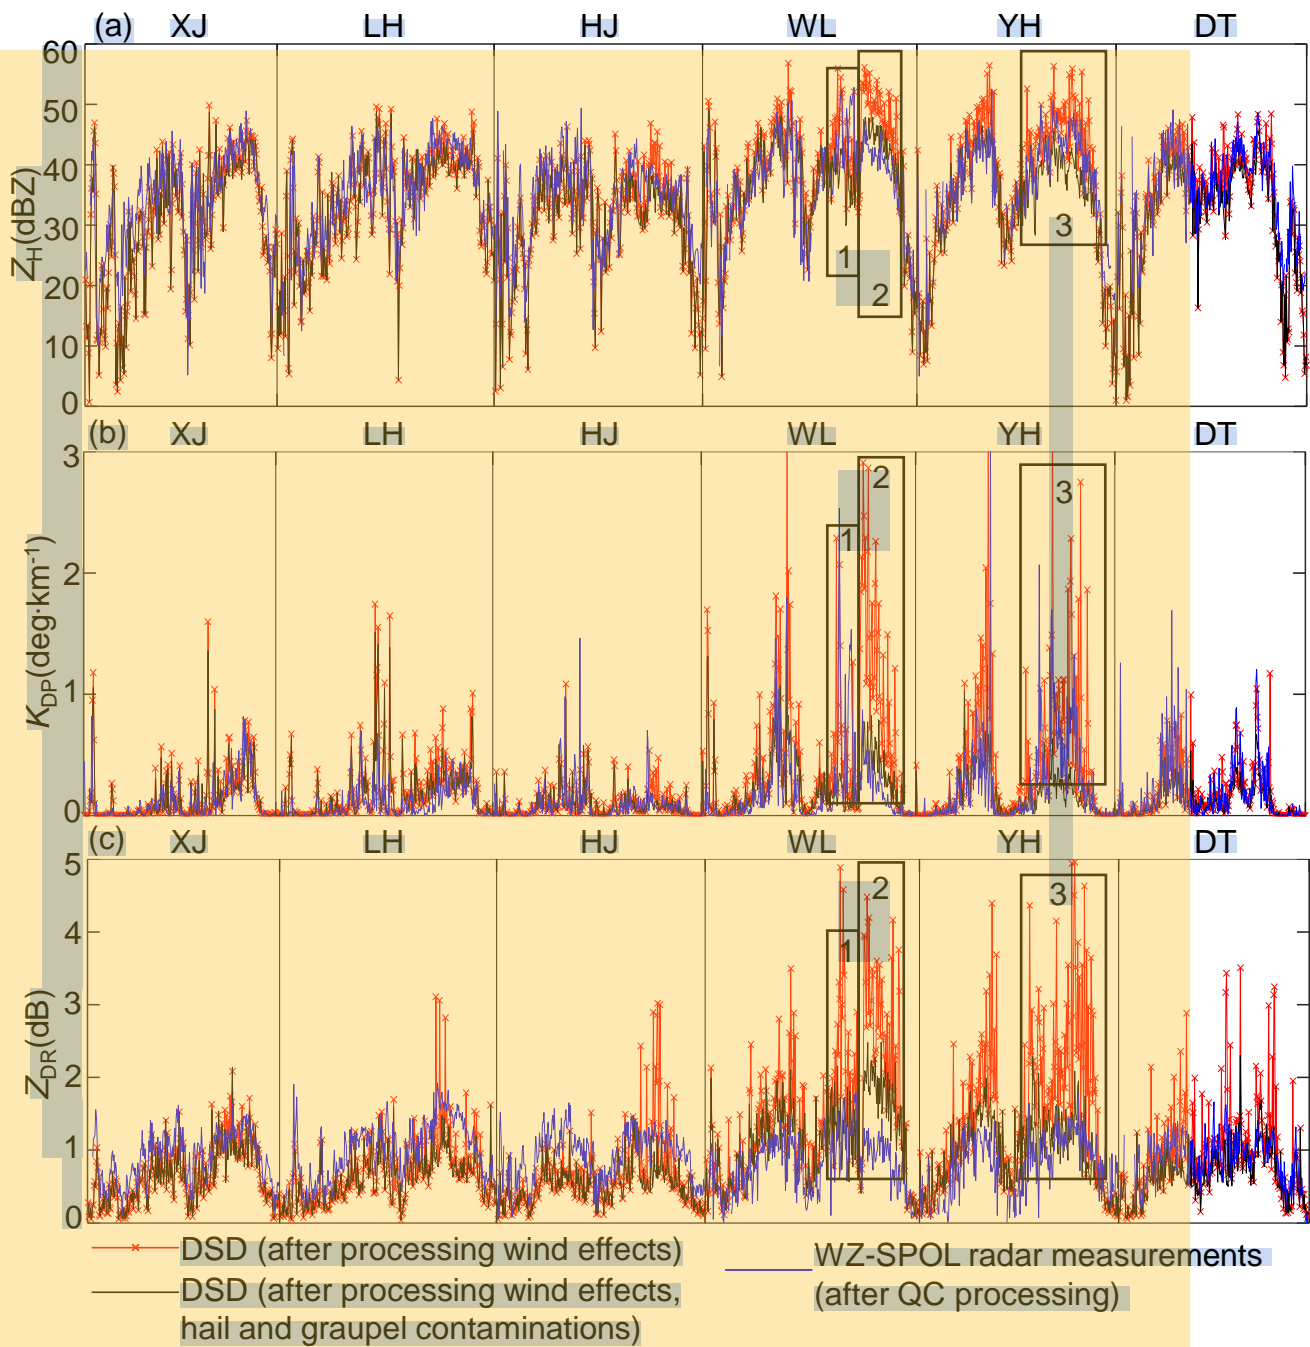 (a) XJ LH HJ WL YH DT
60
50
40
30
20
10
0
Z_H(dBZ)
1
2
3
(b) XJ LH HJ WL YH DT
3
2
1
0
K_DP(deg·km⁻¹)
1
2
3
(c) XJ LH HJ WL YH DT
5
4
3
2
1
0
Z_DR(dB)
1
2
3
DSD (after processing wind effects)
DSD (after processing wind effects,
hail and graupel contaminations)
WZ-SPOL radar measurements
(after QC processing)